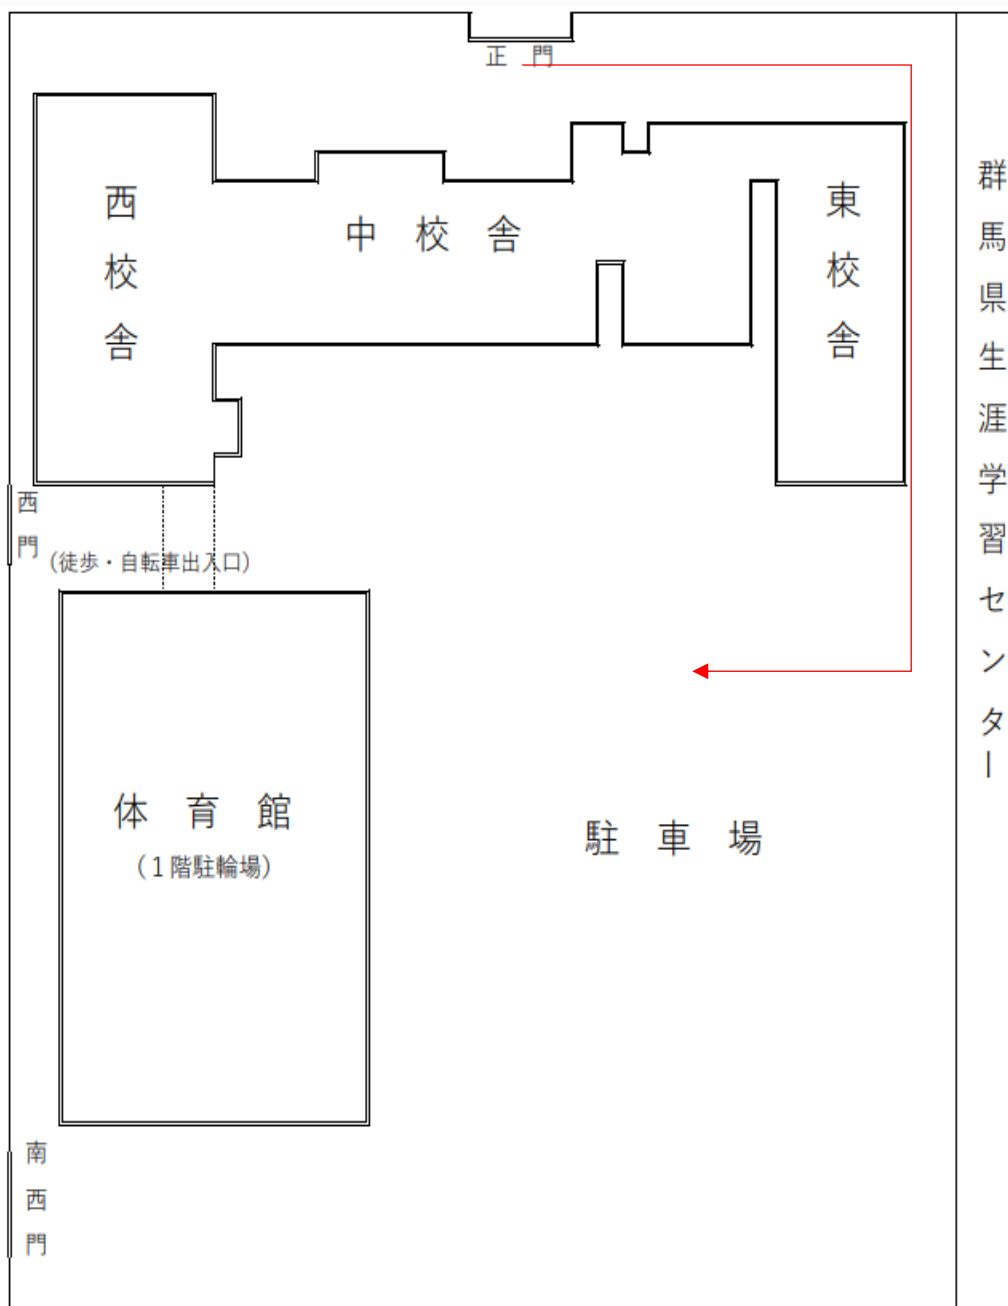 正　門
西校舎
中　校　舎
東校舎
群馬県生涯学習センター
西門
（徒歩・自転車出入口）
体　育　館
（１階駐輪場）
駐　車　場
南西門